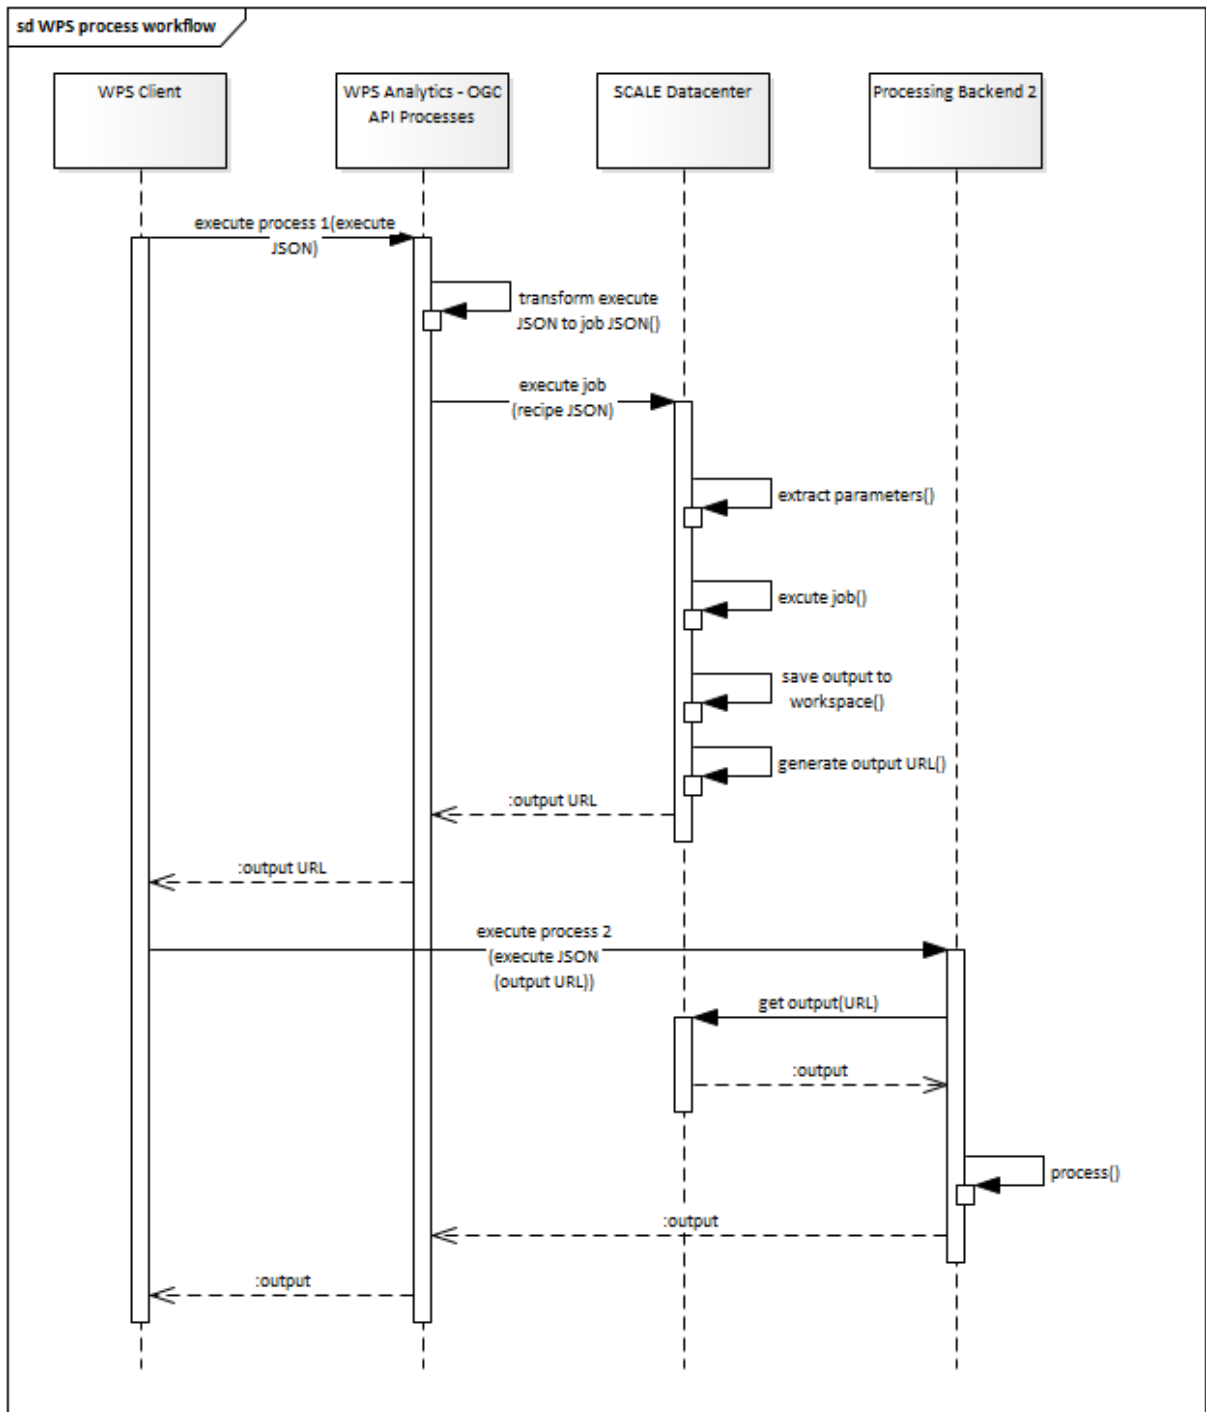 sd WPS process workflow
WPS Client
WPS Analytics - OGC
API Processes
SCALE Datacenter
Processing Backend 2
execute process 1(execute
JSON)
transform execute
JSON to job JSON()
execute job
(recipe JSON)
extract parameters()
excute job()
save output to
workspace()
generate output URL()
:output URL
:output URL
execute process 2
(execute JSON
(output URL))
get output(URL)
:output
process()
:output
:output